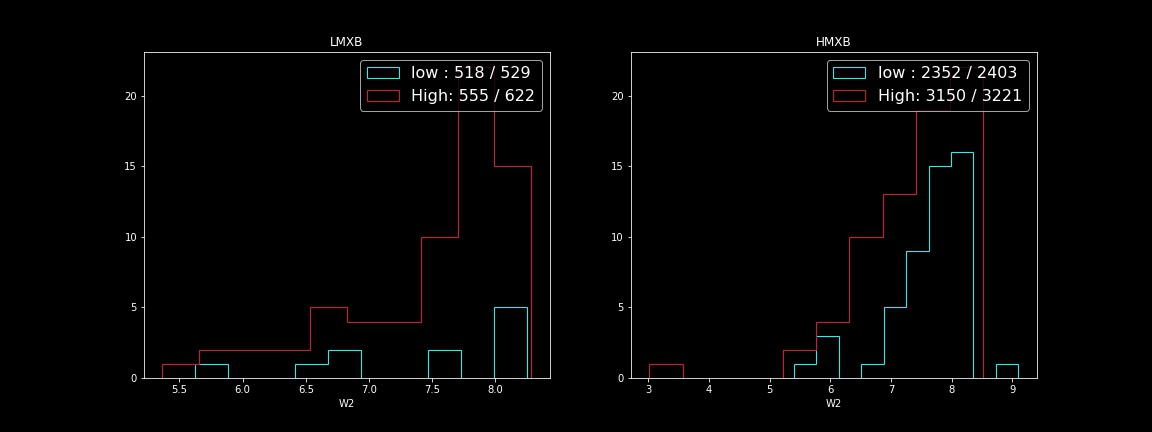 LMXB
low : 518 / 529
High: 555 / 622
20
15
10
5
0
5.5 6.0 6.5 7.0 7.5 8.0
W2
HMXB
low : 2352 / 2403
High: 3150 / 3221
20
15
10
5
0
3 4 5 6 7 8 9
W2